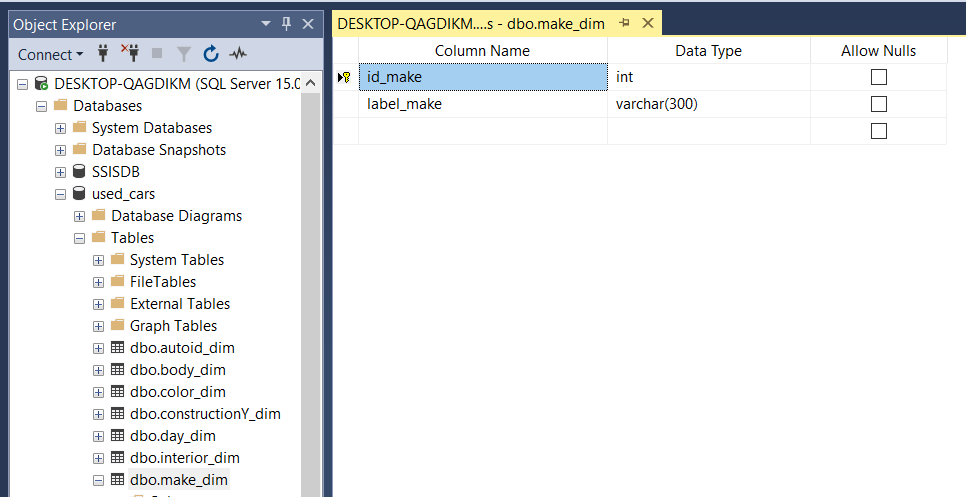 Object Explorer
Connect
DESKTOP-QAGDIKM (SQL Server 15.0
Databases
System Databases
Database Snapshots
SSISDB
used_cars
Database Diagrams
Tables
System Tables
FileTables
External Tables
Graph Tables
dbo.autoid_dim
dbo.body_dim
dbo.color_dim
dbo.constructionY_dim
dbo.day_dim
dbo.interior_dim
dbo.make_dim
DESKTOP-QAGDIKM....s - dbo.make_dim
Column Name Data Type Allow Nulls
id_make int
label_make varchar(300)